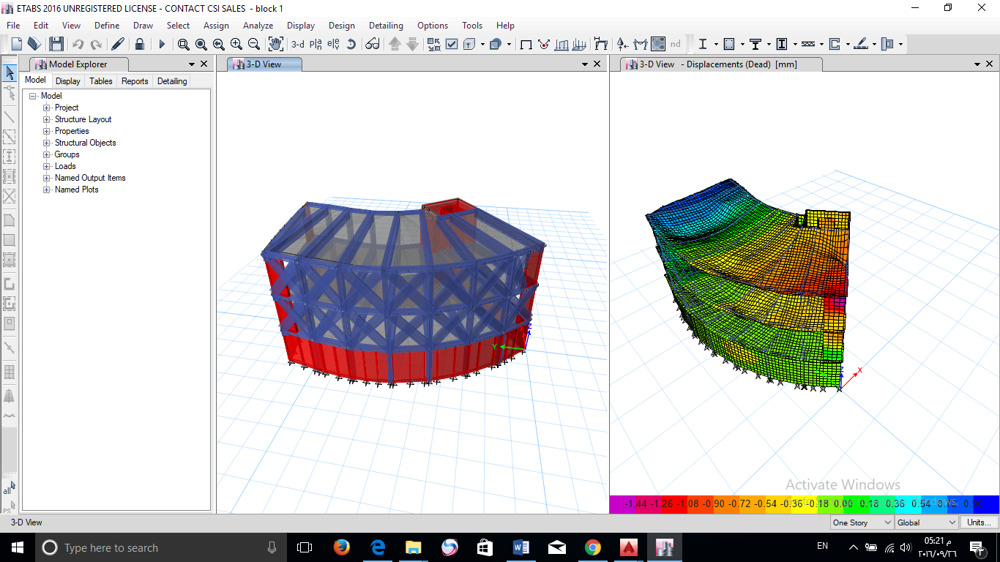 ETABS 2016 UNREGISTERED LICENSE - CONTACT CSI SALES - block 1
File Edit View Define Draw Select Assign Analyze Display Design Detailing Options Tools Help
3-d pla ele nd
Model Explorer
3-D View
3-D View - Displacements (Dead) [mm]
Model Display Tables Reports Detailing
Model
Project
Structure Layout
Properties
Structural Objects
Groups
Loads
Named Output Items
Named Plots
all
PS
Y
Z
X
Activate Windows
-1.44 -1.26 -1.08 -0.90 -0.72 -0.54 -0.36 -0.18 0.00 0.18 0.36 0.54 0.72 0.90
3-D View
One Story Global Units...
Type here to search
EN
05:21 م
٢٠١٦/٠٩/٢٦